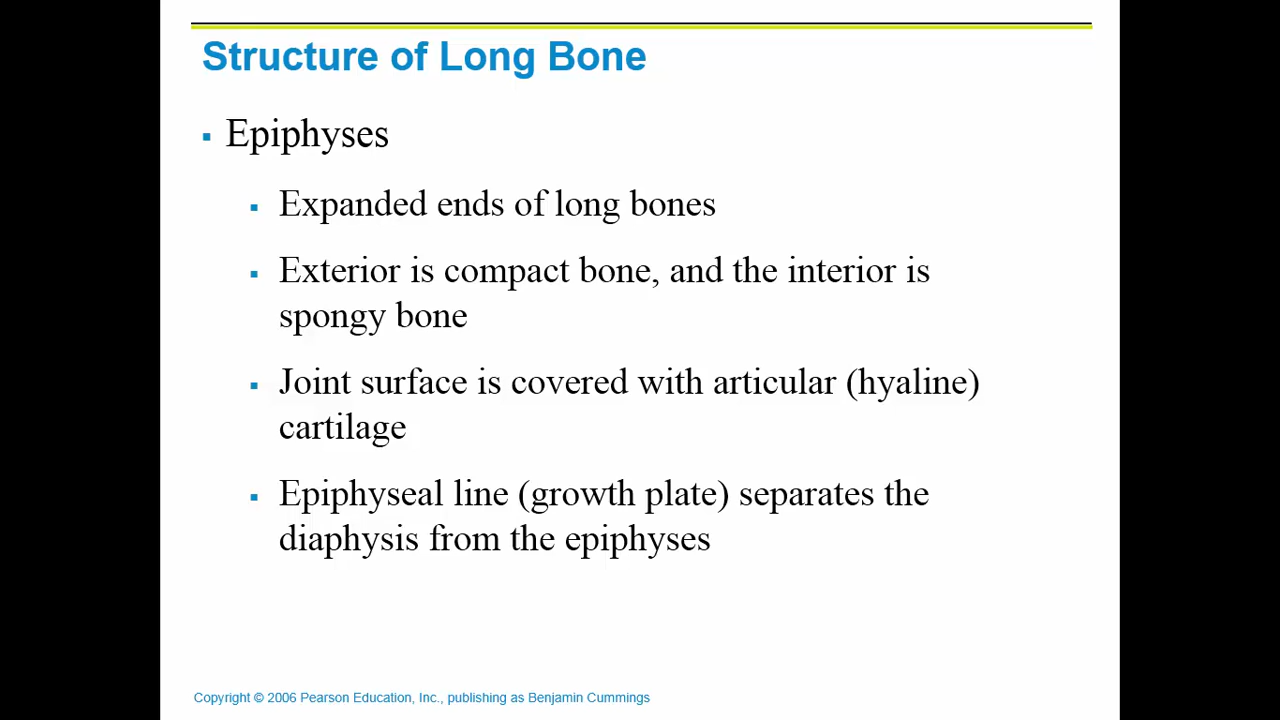 Structure of Long Bone
▪ Epiphyses
▪ Expanded ends of long bones
▪ Exterior is compact bone, and the interior is
spongy bone
▪ Joint surface is covered with articular (hyaline)
cartilage
▪ Epiphyseal line (growth plate) separates the
diaphysis from the epiphyses
Copyright © 2006 Pearson Education, Inc., publishing as Benjamin Cummings